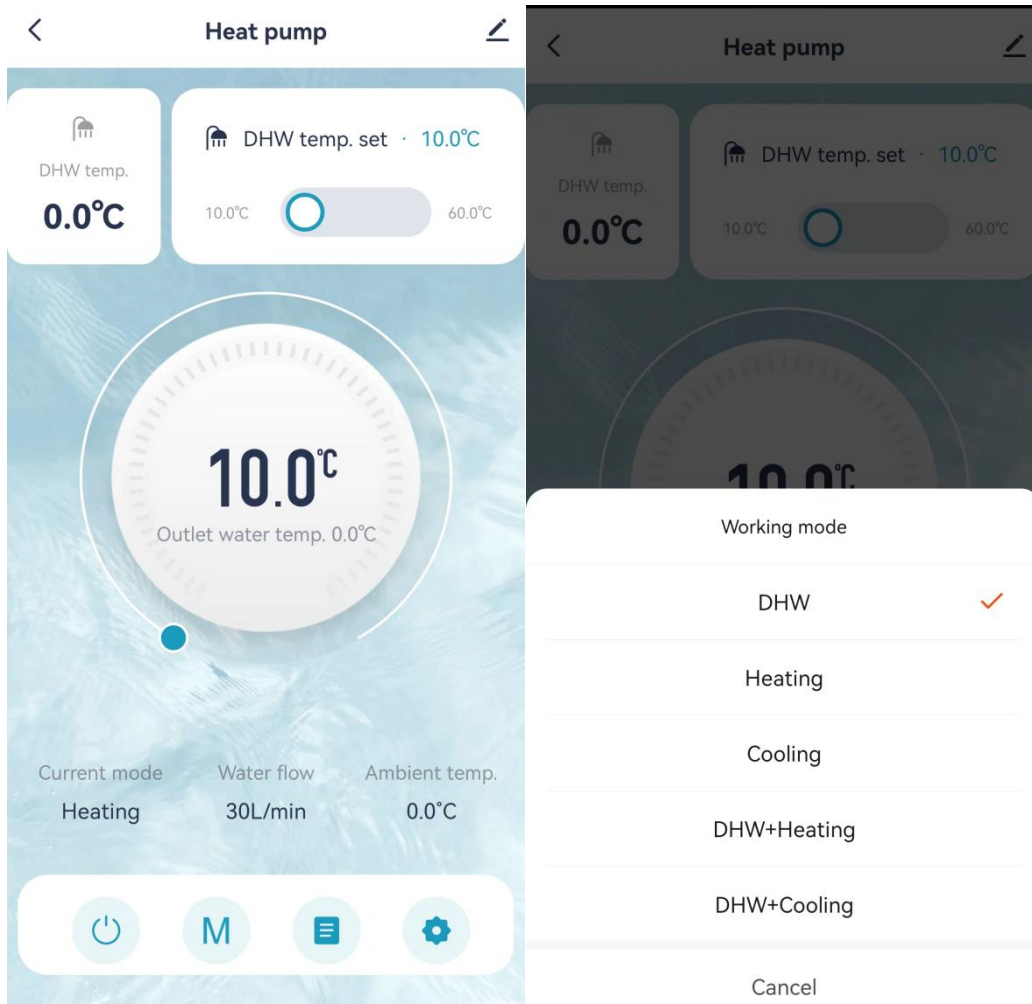 Heat pump
DHW temp. set · 10.0°C
DHW temp.
0.0°C
10.0°C 60.0°C
10.0°C
Outlet water temp. 0.0°C
Current mode Water flow Ambient temp.
Heating 30L/min 0.0°C
M
Heat pump
DHW temp. set · 10.0°C
DHW temp.
0.0°C
10.0°C 60.0°C
10.0°C
Working mode
DHW
Heating
Cooling
DHW+Heating
DHW+Cooling
Cancel